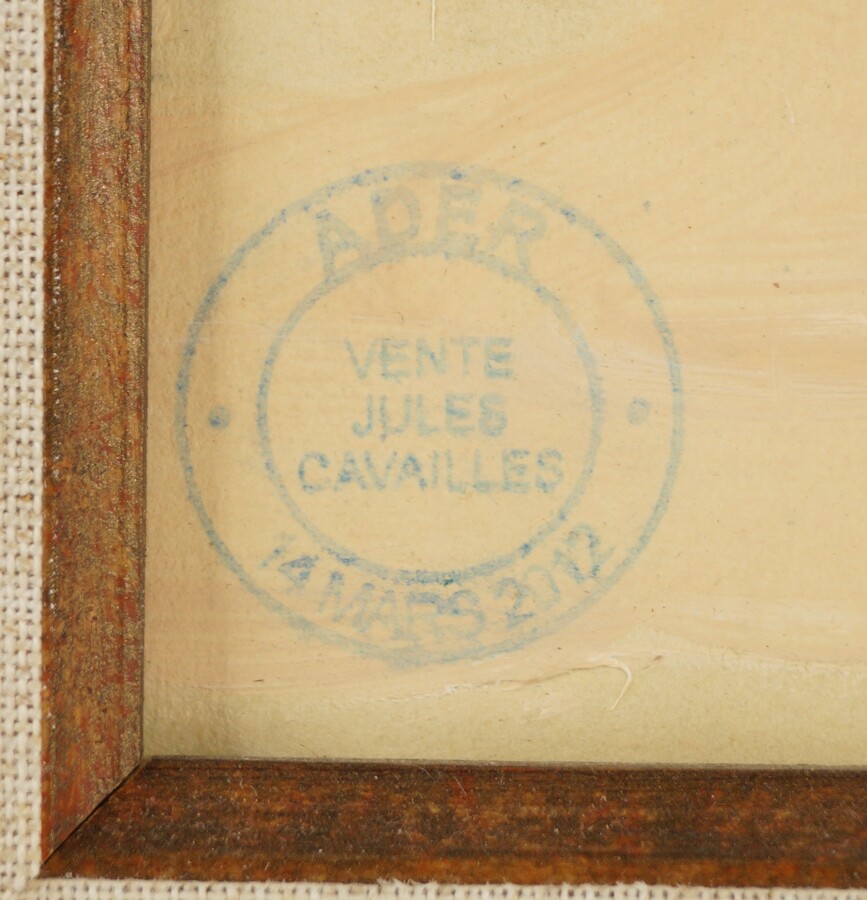 ADER
VENTE
JULES
CAVAILLES
14 MARS 2012